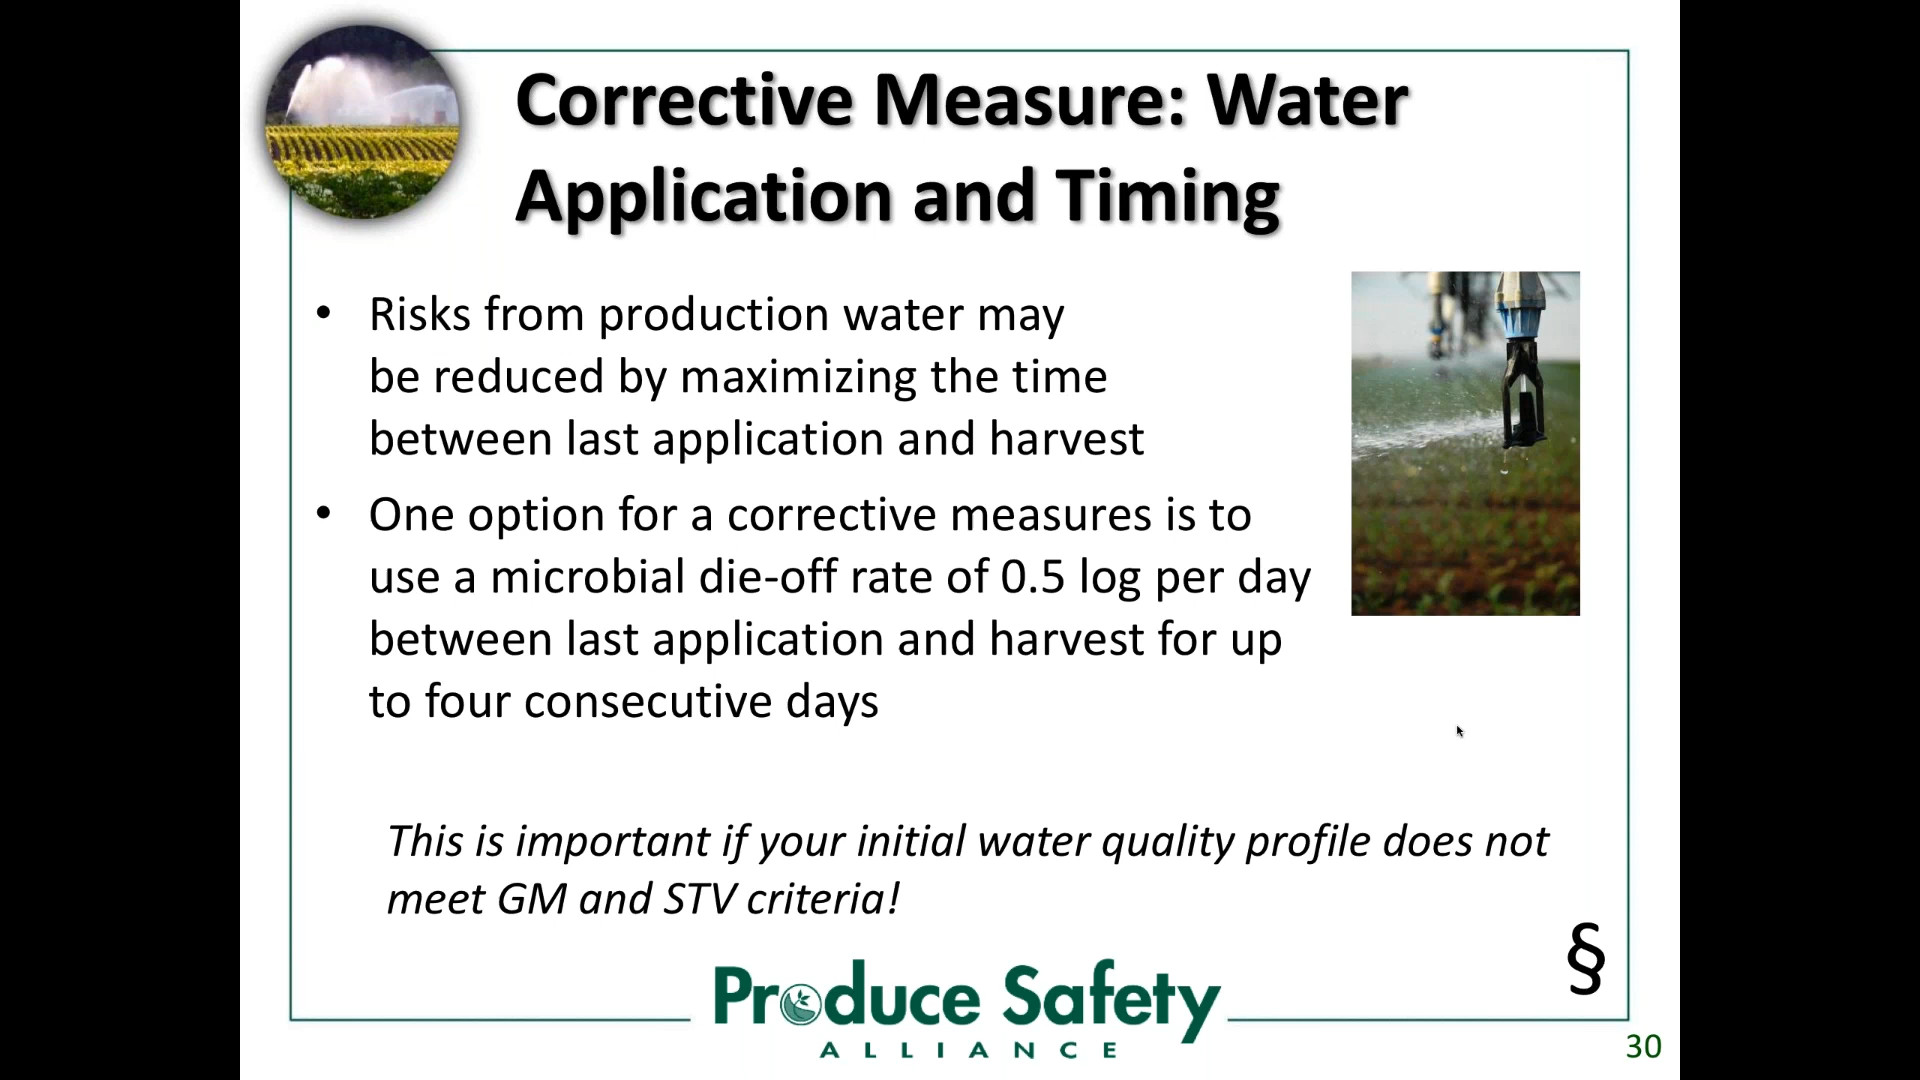 Corrective Measure: Water
Application and Timing
• Risks from production water may
be reduced by maximizing the time
between last application and harvest
• One option for a corrective measures is to
use a microbial die-off rate of 0.5 log per day
between last application and harvest for up
to four consecutive days
This is important if your initial water quality profile does not
meet GM and STV criteria!
§
Produce Safety
ALLIANCE
30